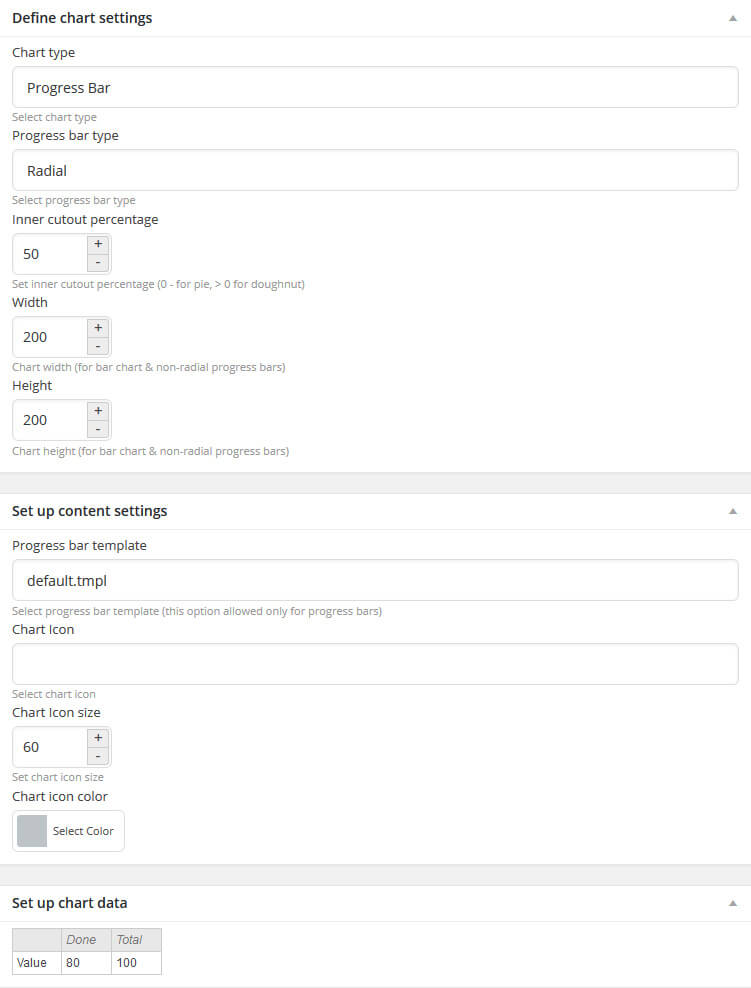 Define chart settings
Chart type
Progress Bar
Select chart type
Progress bar type
Radial
Select progress bar type
Inner cutout percentage
50
+
-
Set inner cutout percentage (0 - for pie, > 0 for doughnut)
Width
200
+
-
Chart width (for bar chart & non-radial progress bars)
Height
200
+
-
Chart height (for bar chart & non-radial progress bars)
Set up content settings
Progress bar template
default.tmpl
Select progress bar template (this option allowed only for progress bars)
Chart Icon
Select chart icon
Chart Icon size
60
+
-
Set chart icon size
Chart icon color
Select Color
Set up chart data
Done Total
Value 80 100